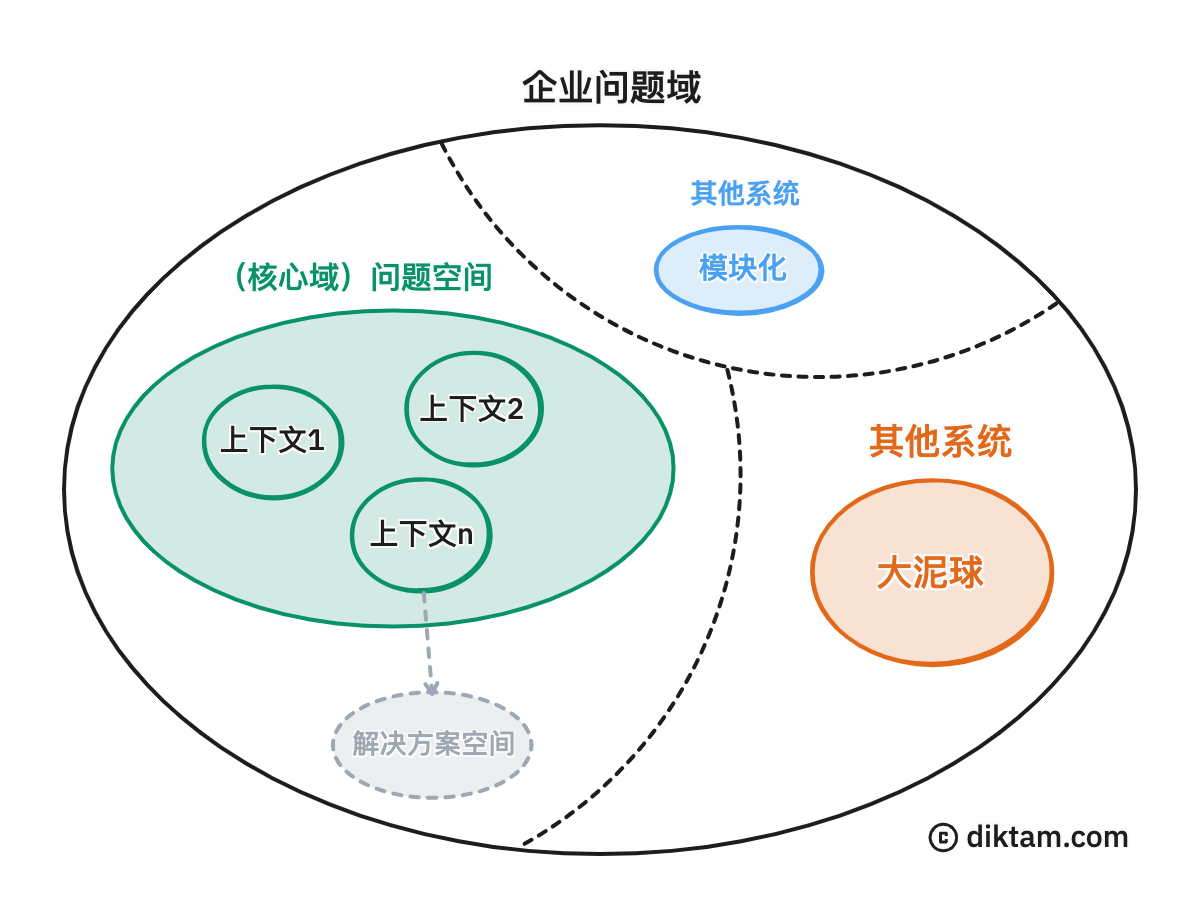 企业问题域
其他系统
模块化
（核心域）问题空间
上下文1
上下文2
上下文n
其他系统
大泥球
解决方案空间
© diktam.com